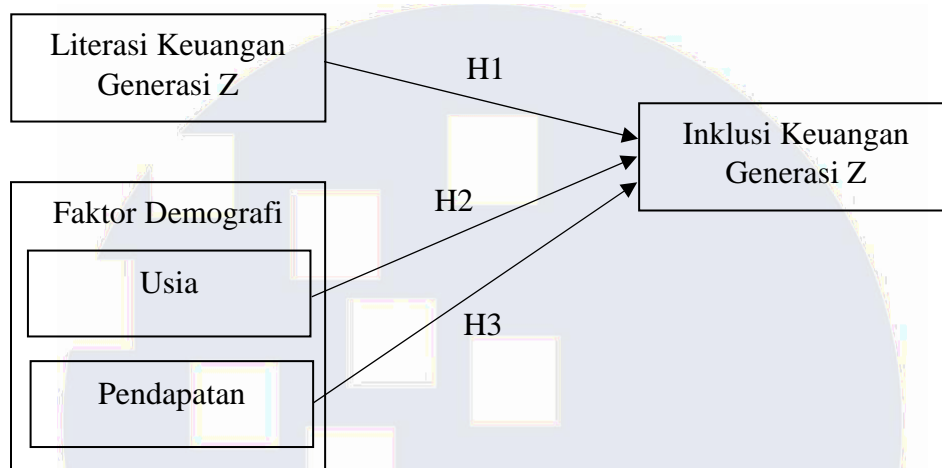 Literasi Keuangan
Generasi Z
H1
Inklusi Keuangan
Generasi Z
Faktor Demografi
H2
Usia
H3
Pendapatan